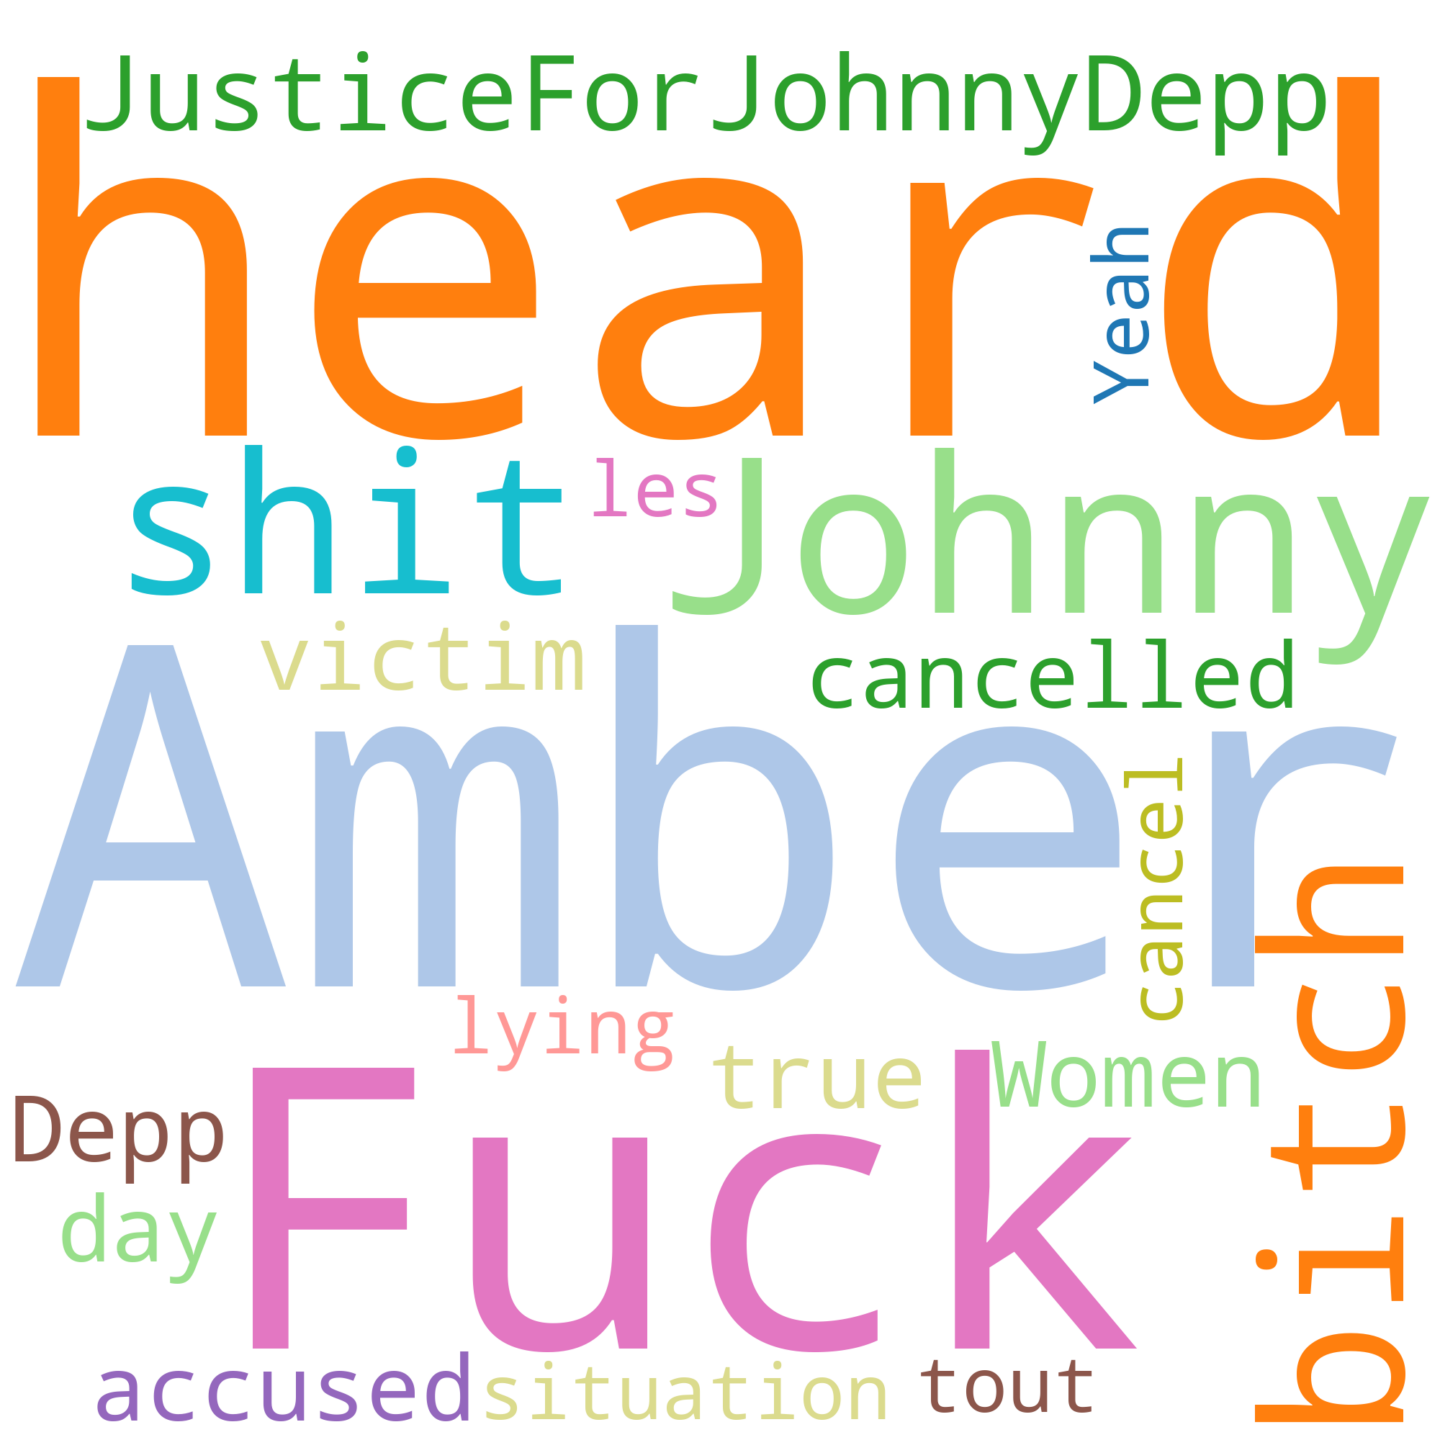 JusticeForJohnnyDepp
heard
Yeah
shit
les
Johnny
victim
cancelled
Amber
cancel
bitch
lying
true
Women
Depp
Fuck
day
accused
situation
tout